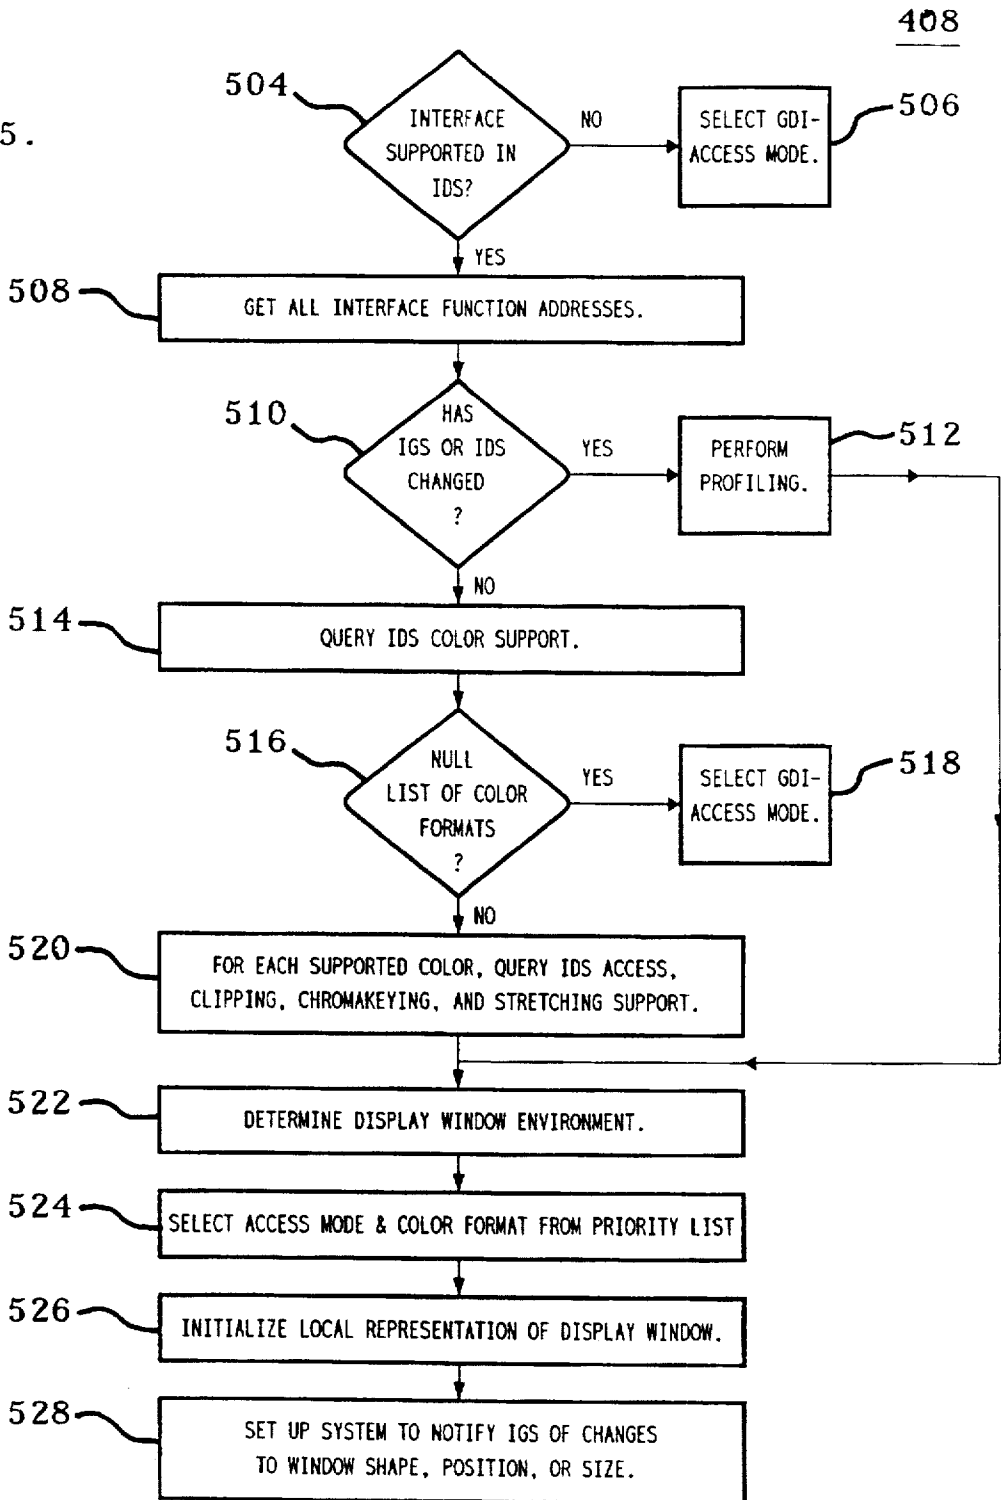 408
5.
504
INTERFACE
SUPPORTED IN
IDS?
NO
SELECT GDI-
ACCESS MODE.
506
YES
508
GET ALL INTERFACE FUNCTION ADDRESSES.
510
HAS
IGS OR IDS
CHANGED
?
YES
PERFORM
PROFILING.
512
NO
514
QUERY IDS COLOR SUPPORT.
516
NULL
LIST OF COLOR
FORMATS
?
YES
SELECT GDI-
ACCESS MODE.
518
NO
520
FOR EACH SUPPORTED COLOR, QUERY IDS ACCESS,
CLIPPING, CHROMAKEYING, AND STRETCHING SUPPORT.
522
DETERMINE DISPLAY WINDOW ENVIRONMENT.
524
SELECT ACCESS MODE & COLOR FORMAT FROM PRIORITY LIST
526
INITIALIZE LOCAL REPRESENTATION OF DISPLAY WINDOW.
528
SET UP SYSTEM TO NOTIFY IGS OF CHANGES
TO WINDOW SHAPE, POSITION, OR SIZE.